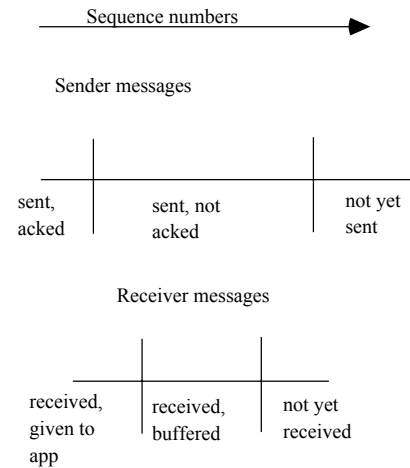 Sequence numbers
Sender messages
sent,
acked
sent, not
acked
not yet
sent
Receiver messages
received,
given to
app
received,
buffered
not yet
received